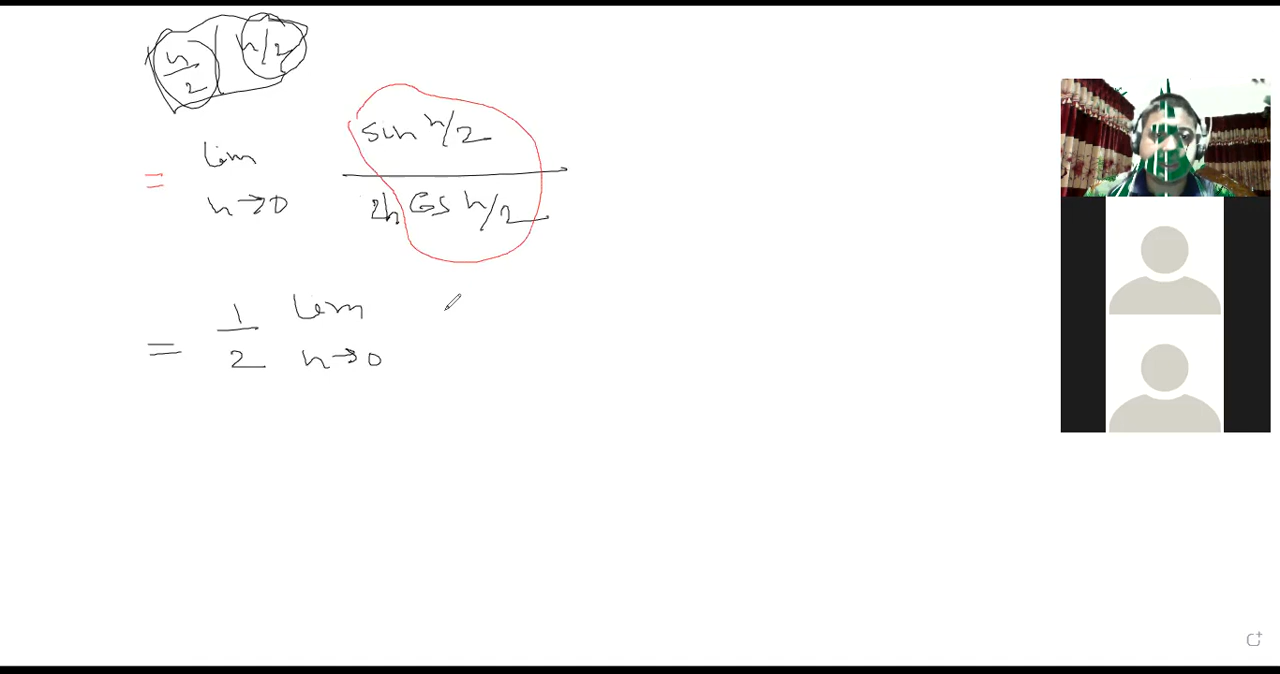 h/2 h/2
= lim h→0 sin h/2 / 2h Cos h/2
= 1/2 lim h→0